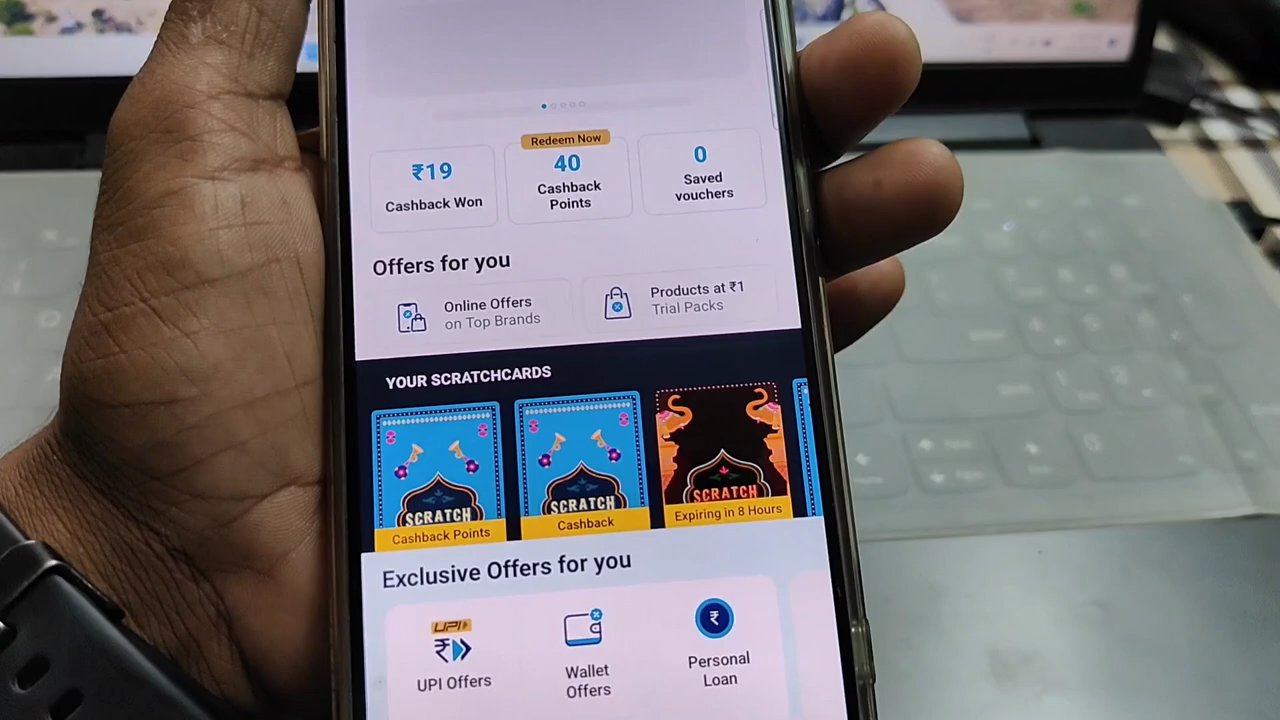 Redeem Now
₹19
40
0
Cashback Won
Cashback
Points
Saved
vouchers
Offers for you
Online Offers
on Top Brands
Products at ₹1
Trial Packs
YOUR SCRATCHCARDS
SCRATCH
Cashback Points
SCRATCH
Cashback
SCRATCH
Expiring in 8 Hours
Exclusive Offers for you
UPI
₹
UPI Offers
Wallet
Offers
₹
Personal
Loan